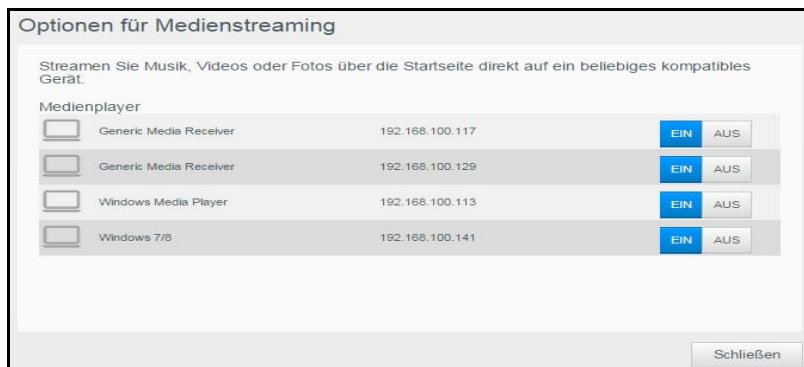 Optionen für Medienstreaming
Streamen Sie Musik, Videos oder Fotos über die Startseite direkt auf ein beliebiges kompatibles
Gerät.
Medienplayer
Generic Media Receiver 192.168.100.117 EIN AUS
Generic Media Receiver 192.168.100.129 EIN AUS
Windows Media Player 192.168.100.113 EIN AUS
Windows 7/8 192.168.100.141 EIN AUS
Schließen